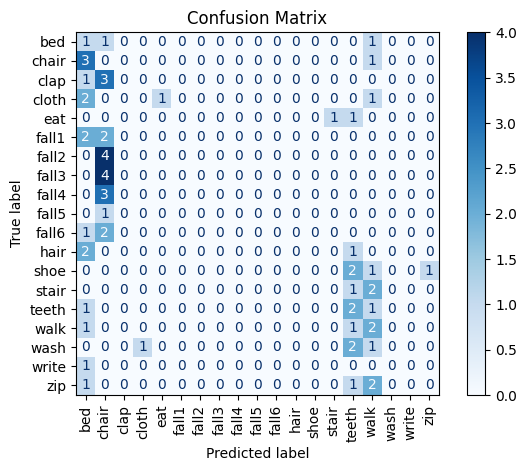 Confusion Matrix
bed 1 1 0 0 0 0 0 0 0 0 0 0 0 0 0 1 0 0 0
chair 3 0 0 0 0 0 0 0 0 0 0 0 0 0 0 1 0 0 0
clap 1 3 0 0 0 0 0 0 0 0 0 0 0 0 0 0 0 0 0
cloth 2 0 0 0 1 0 0 0 0 0 0 0 0 0 0 1 0 0 0
eat 0 0 0 0 0 0 0 0 0 0 0 0 0 1 1 0 0 0 0
fall1 2 2 0 0 0 0 0 0 0 0 0 0 0 0 0 0 0 0 0
fall2 0 4 0 0 0 0 0 0 0 0 0 0 0 0 0 0 0 0 0
fall3 0 4 0 0 0 0 0 0 0 0 0 0 0 0 0 0 0 0 0
fall4 0 3 0 0 0 0 0 0 0 0 0 0 0 0 0 0 0 0 0
fall5 0 1 0 0 0 0 0 0 0 0 0 0 0 0 0 0 0 0 0
fall6 1 2 0 0 0 0 0 0 0 0 0 0 0 0 0 0 0 0 0
hair 2 0 0 0 0 0 0 0 0 0 0 0 0 0 1 0 0 0 0
shoe 0 0 0 0 0 0 0 0 0 0 0 0 0 0 2 1 0 0 1
stair 0 0 0 0 0 0 0 0 0 0 0 0 0 0 1 2 0 0 0
teeth 1 0 0 0 0 0 0 0 0 0 0 0 0 0 2 1 0 0 0
walk 1 0 0 0 0 0 0 0 0 0 0 0 0 0 1 2 0 0 0
wash 0 0 0 1 0 0 0 0 0 0 0 0 0 0 2 1 0 0 0
write 1 0 0 0 0 0 0 0 0 0 0 0 0 0 0 0 0 0 0
zip 1 0 0 0 0 0 0 0 0 0 0 0 0 0 1 2 0 0 0
bed chair clap cloth eat fall1 fall2 fall3 fall4 fall5 fall6 hair shoe stair teeth walk wash write zip
Predicted label
True label
4.0
3.5
3.0
2.5
2.0
1.5
1.0
0.5
0.0